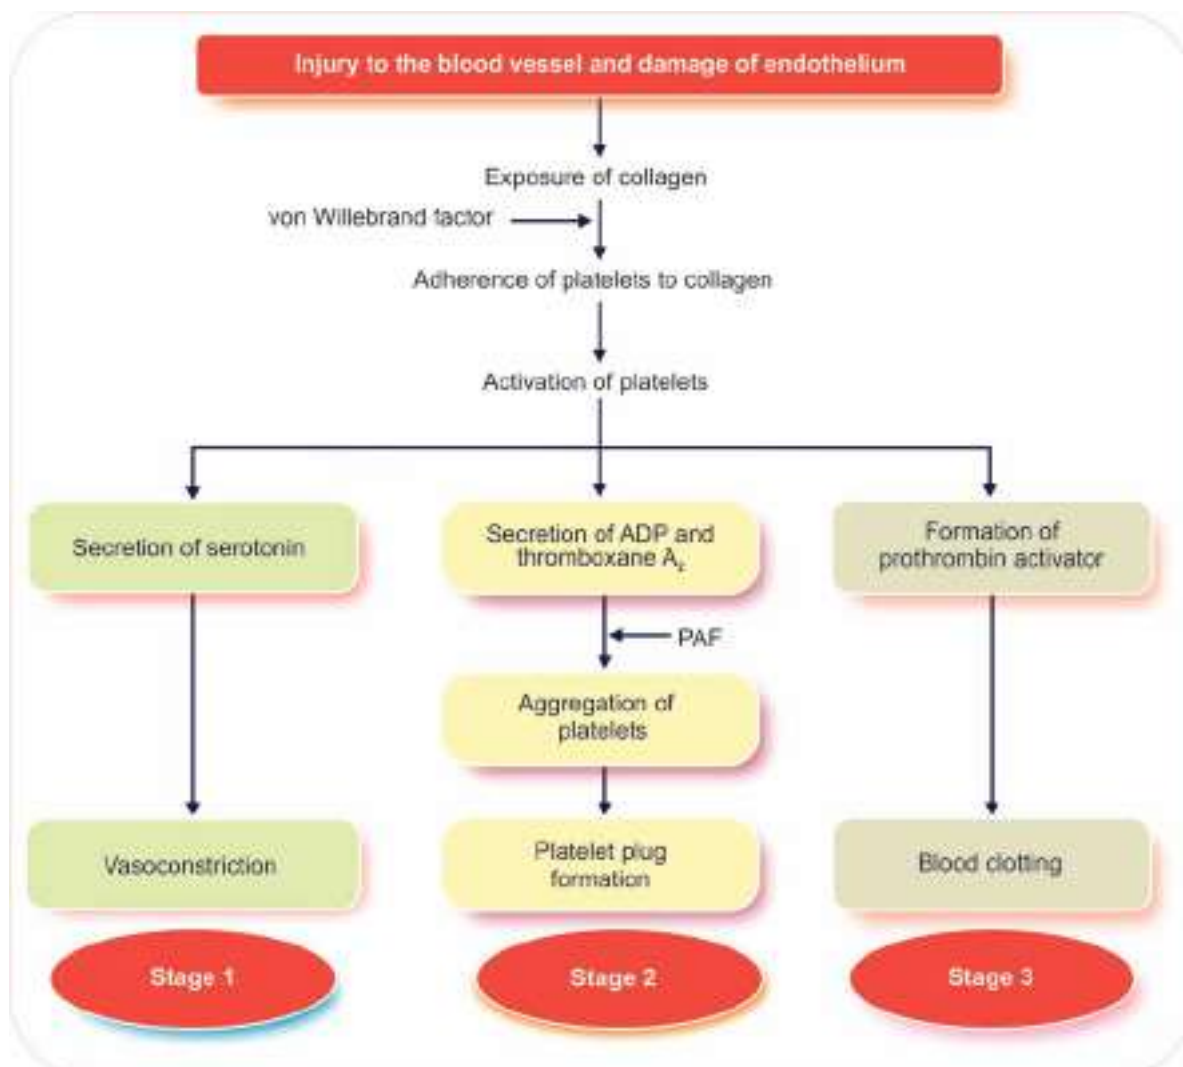 Injury to the blood vessel and damage of endothelium
Exposure of collagen
von Willebrand factor
Adherence of platelets to collagen
Activation of platelets
Secretion of serotonin
Secretion of ADP and
thromboxane A₂
Formation of
prothrombin activator
PAF
Aggregation of
platelets
Vasoconstriction
Platelet plug
formation
Blood clotting
Stage 1
Stage 2
Stage 3